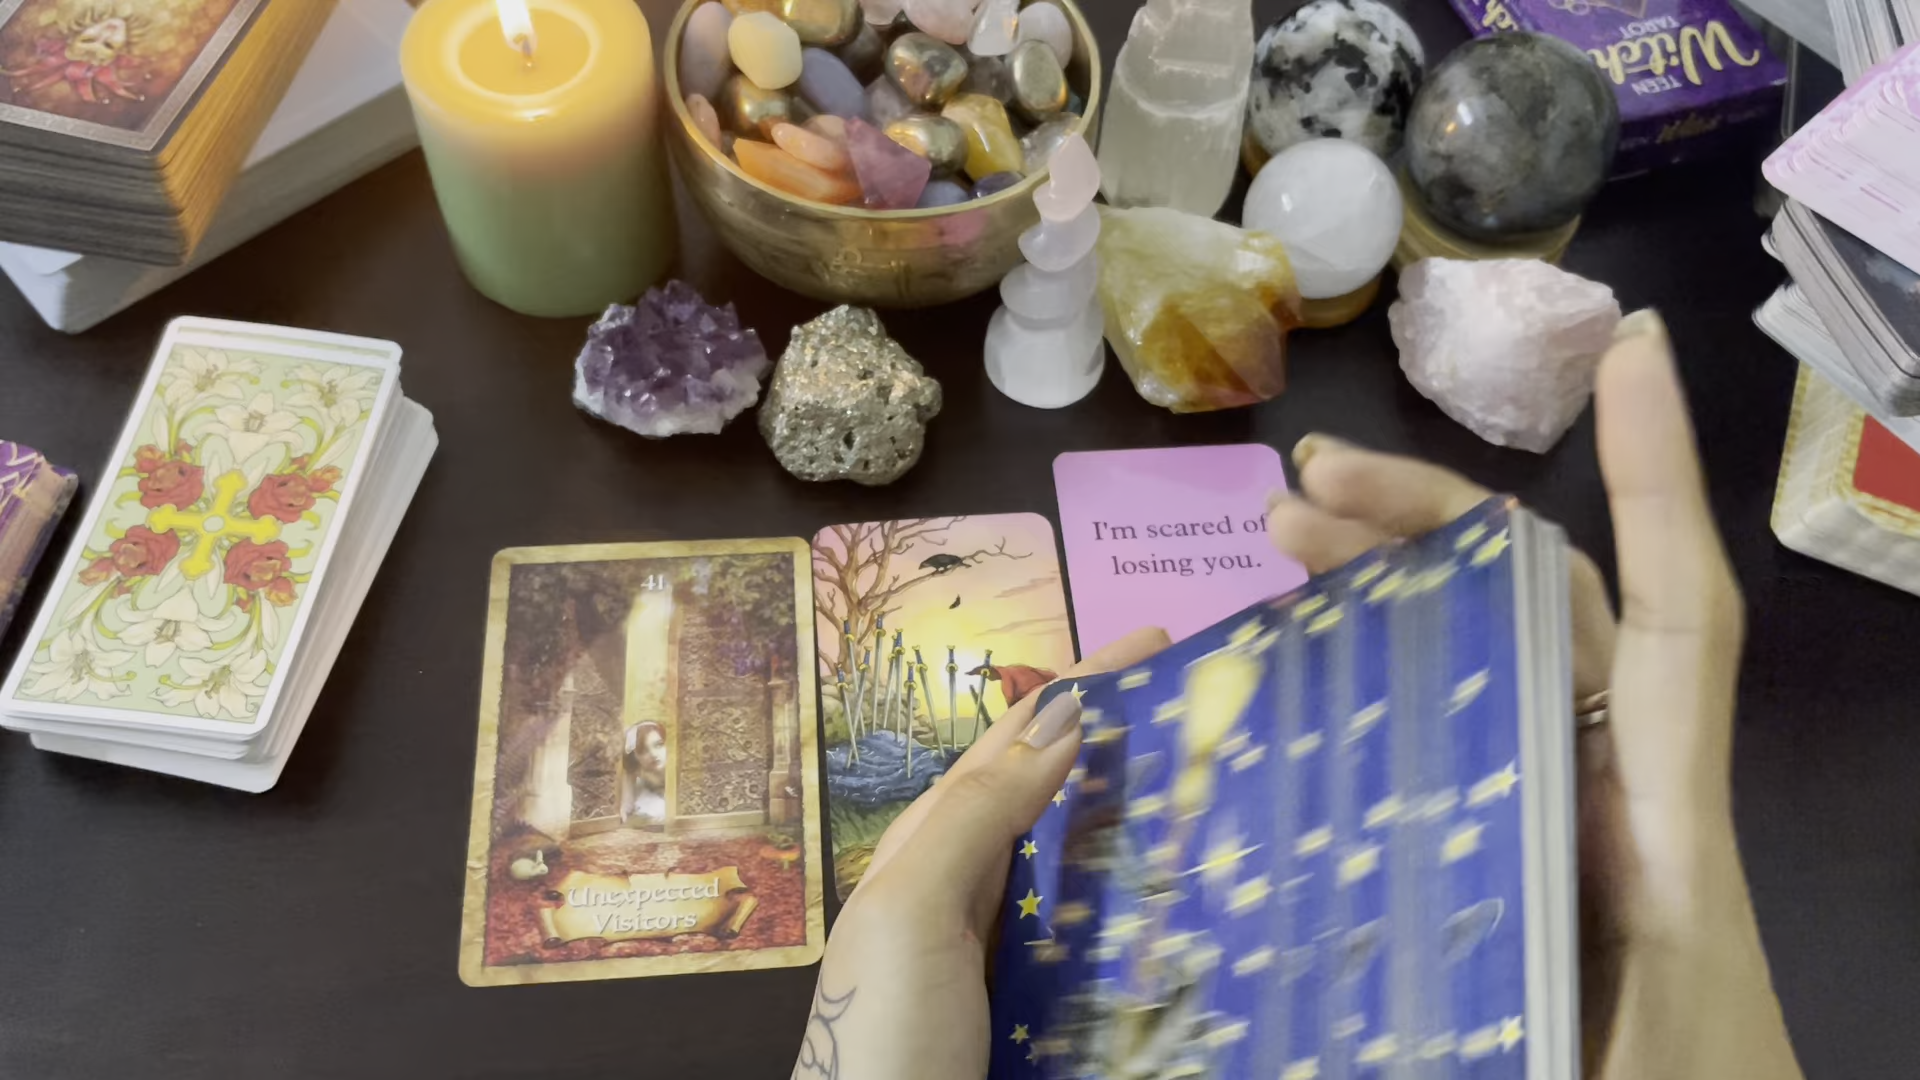 TEEN
Witch
TAROT
I'm scared of
losing you.
41
Unexpected
Visitors